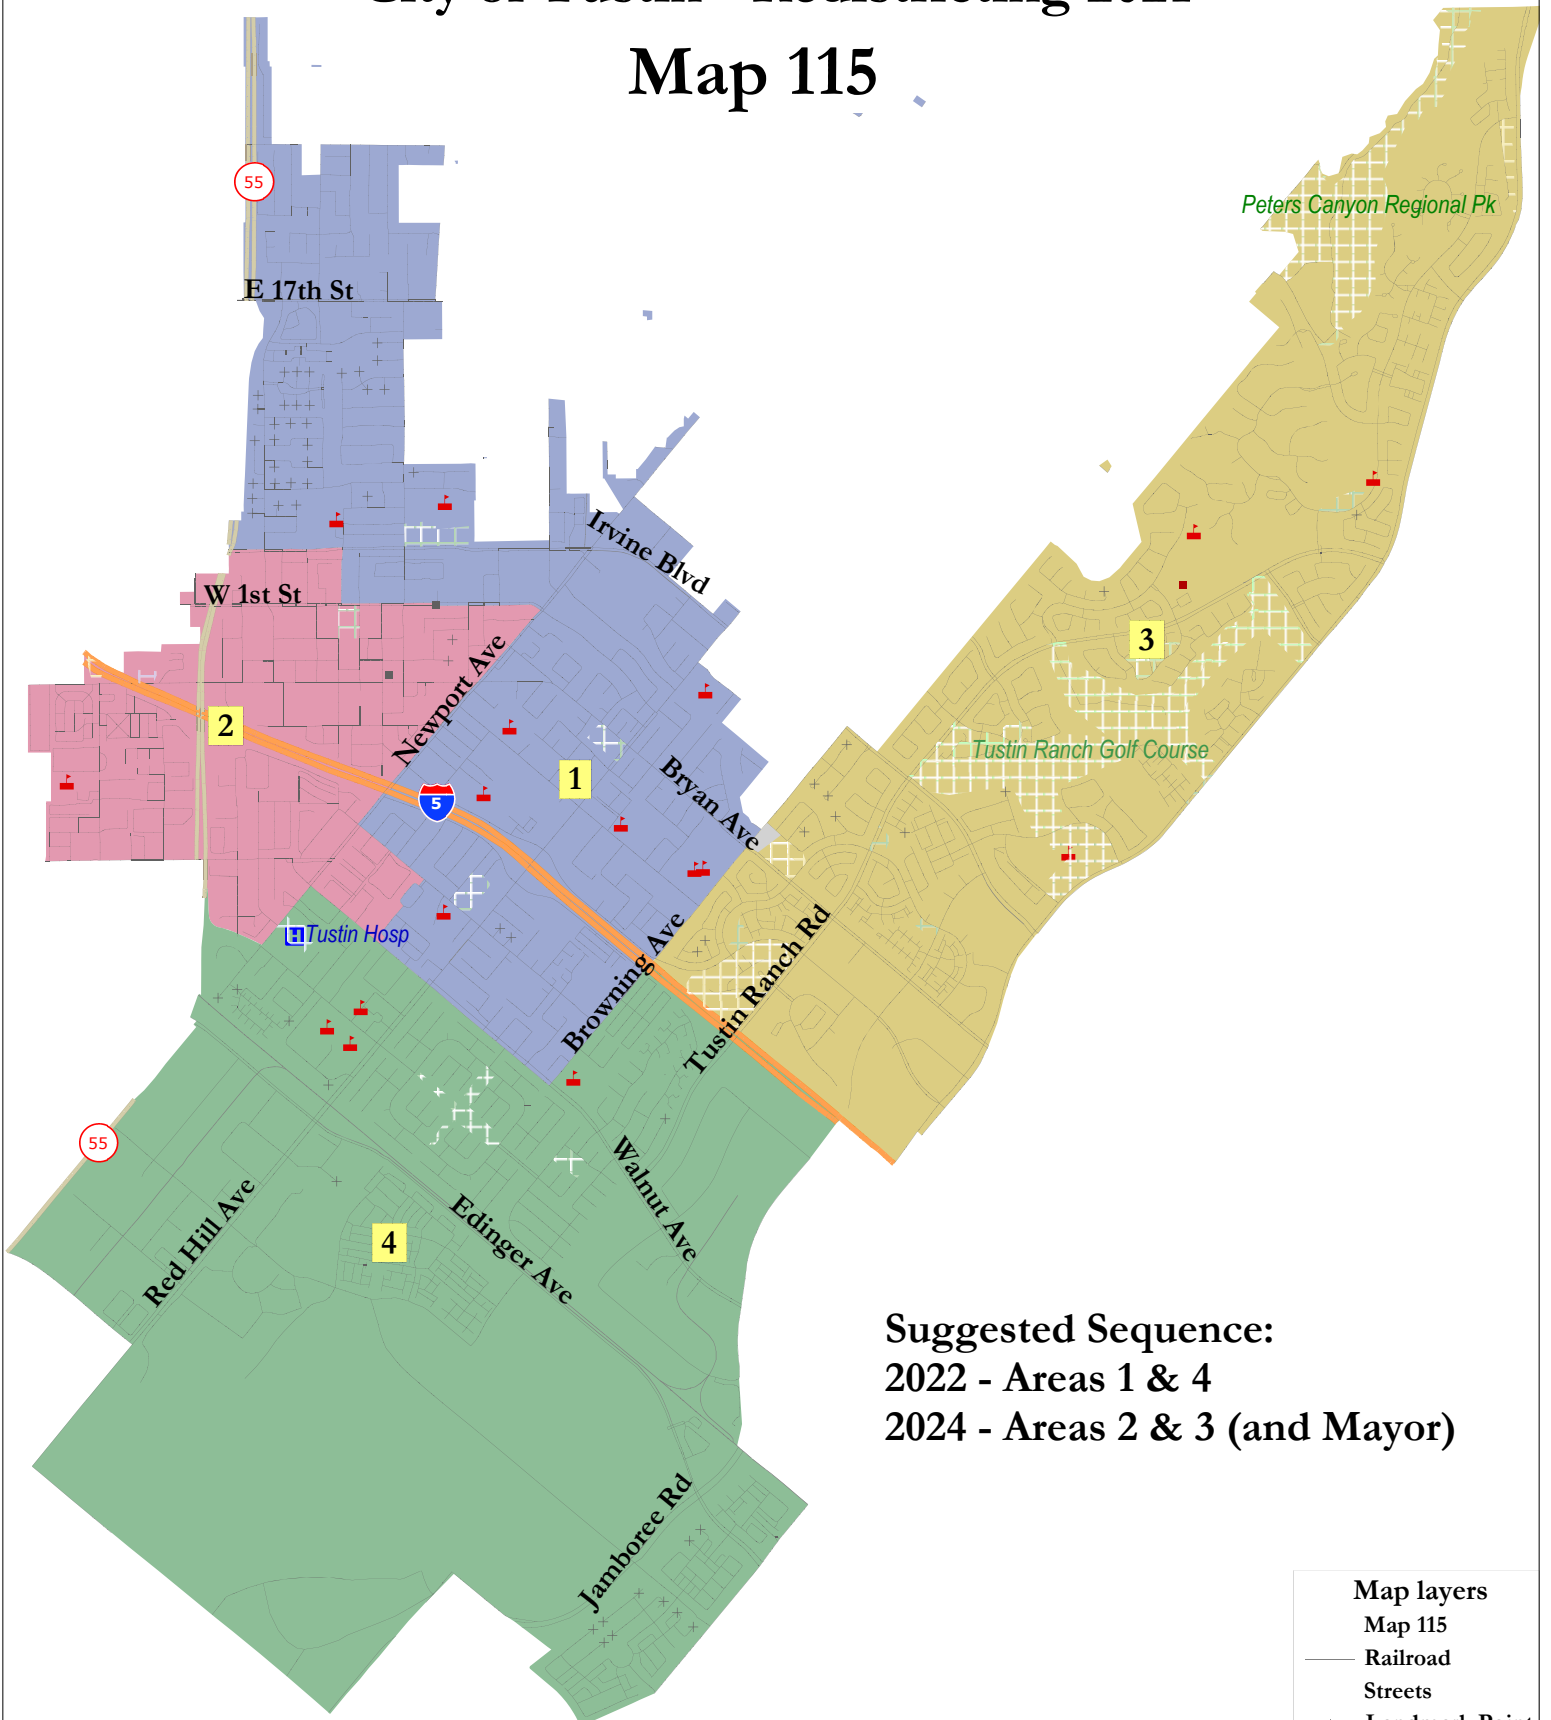 Map 115
55
Peters Canyon Regional Pk
E 17th St
Irvine Blvd
W 1st St
3
Newport Ave
2
Tustin Ranch Golf Course
1
Bryan Ave
5
H Tustin Hosp
Browning Ave
Tustin Ranch Rd
55
Walnut Ave
Red Hill Ave
Edinger Ave
4
Suggested Sequence:
2022 - Areas 1 & 4
2024 - Areas 2 & 3 (and Mayor)
Jamboree Rd
Map layers
Map 115
Railroad
Streets